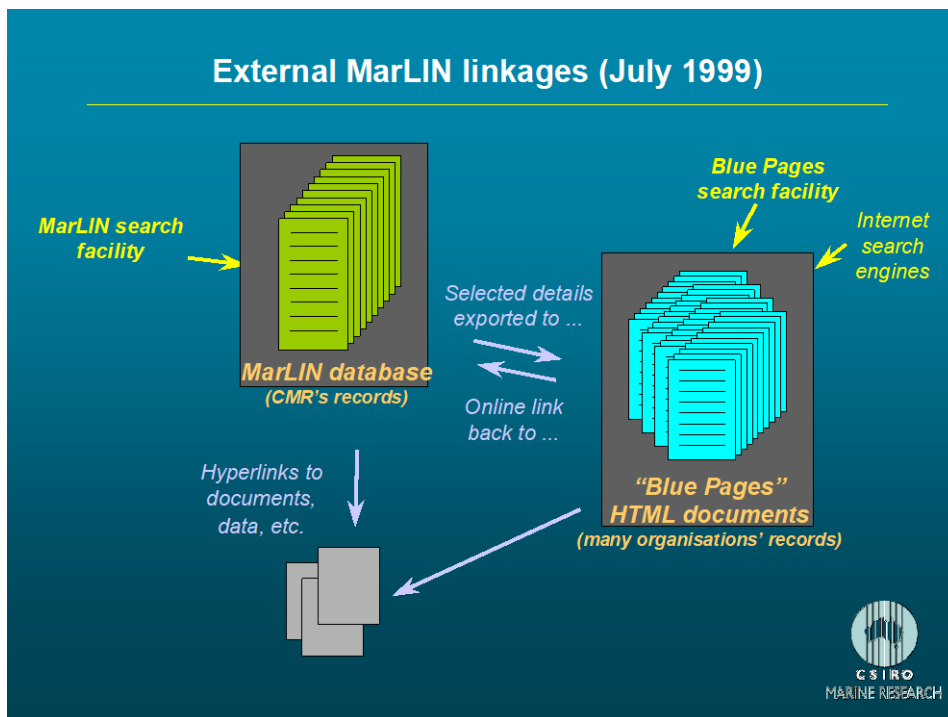 External MarLIN linkages (July 1999)
Blue Pages
search facility
MarLIN search
facility
Internet
search
engines
Selected details
exported to ...
MarLIN database
(CMR's records)
Online link
back to ...
Hyperlinks to
documents,
data, etc.
“Blue Pages”
HTML documents
(many organisations’ records)
CSIRO
MARINE RESEARCH